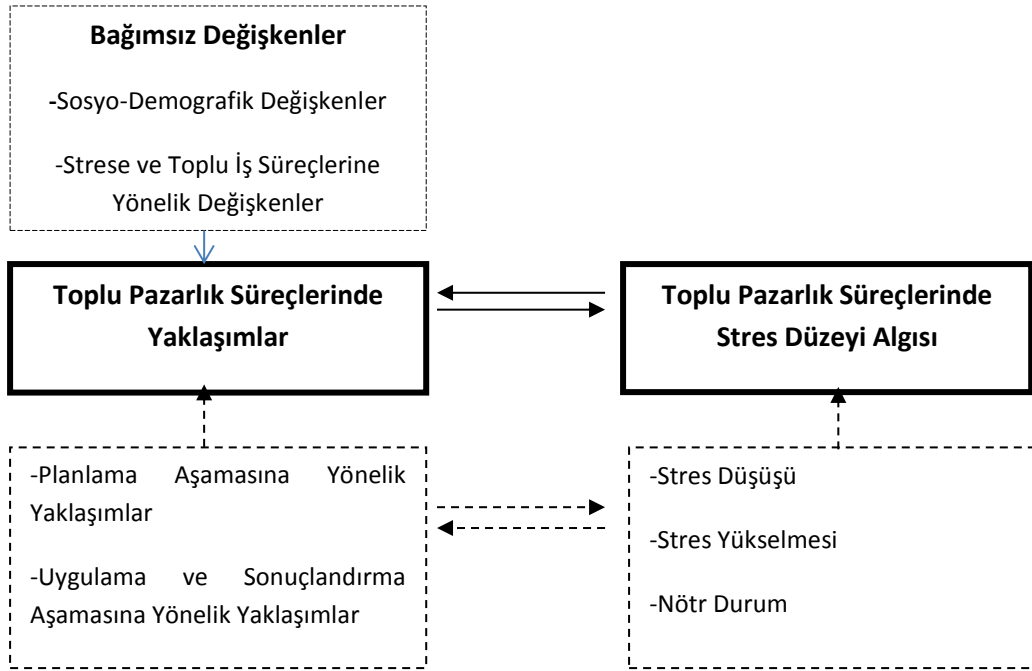 Bağımsız Değişkenler
-Sosyo-Demografik Değişkenler
-Strese ve Toplu İş Süreçlerine
Yönelik Değişkenler
Toplu Pazarlık Süreçlerinde
Yaklaşımlar
Toplu Pazarlık Süreçlerinde
Stres Düzeyi Algısı
-Planlama Aşamasına Yönelik
Yaklaşımlar
-Uygulama ve Sonuçlandırma
Aşamasına Yönelik Yaklaşımlar
-Stres Düşüşü
-Stres Yükselmesi
-Nötr Durum